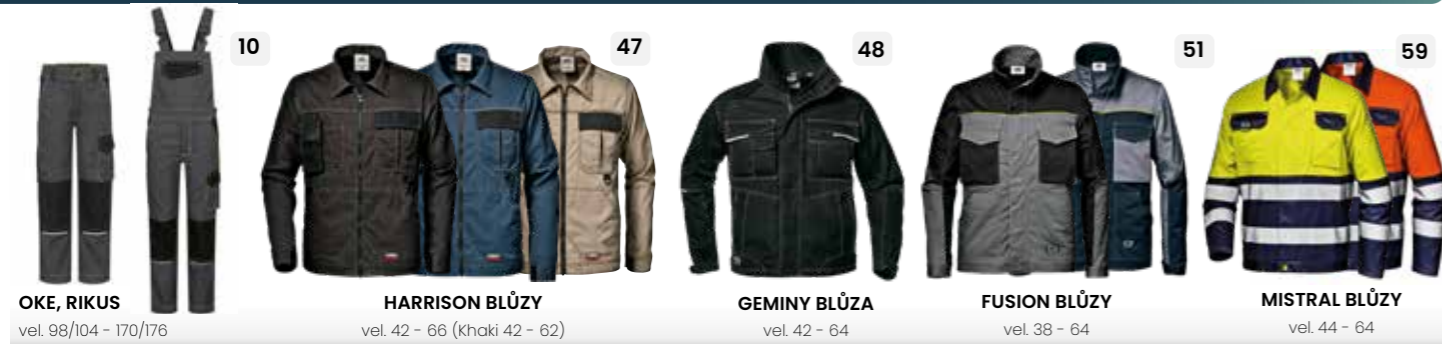 10
OKE, RIKUS
vel. 98/104 - 170/176
47
HARRISON BLŮZY
vel. 42 - 66 (Khaki 42 - 62)
48
GEMINY BLŮZA
vel. 42 - 64
51
FUSION BLŮZY
vel. 38 - 64
59
MISTRAL BLŮZY
vel. 44 - 64